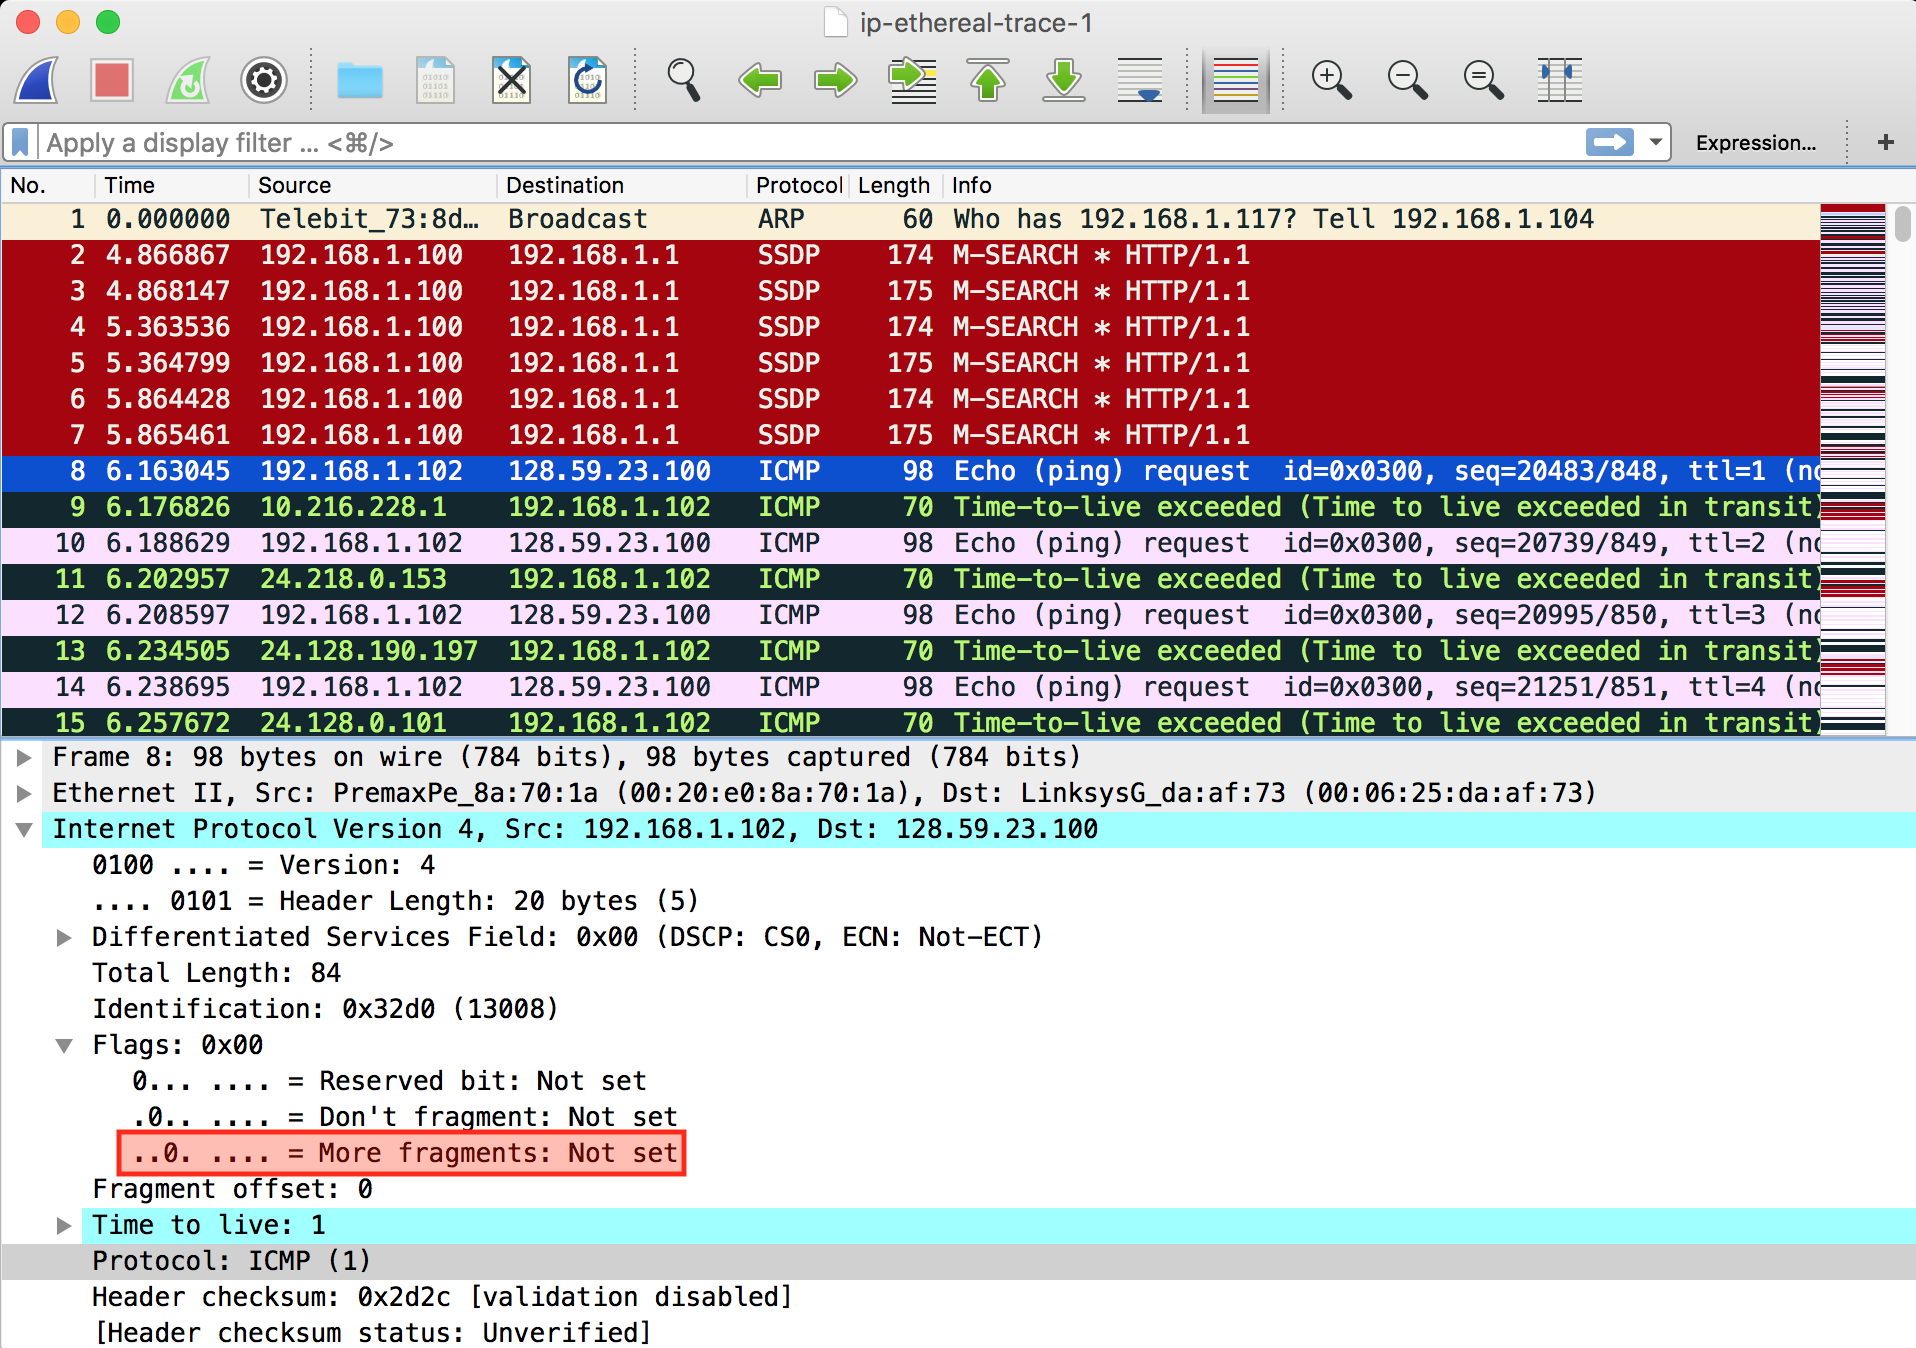 ip-ethereal-trace-1
Apply a display filter ... <⌘/>
Expression... +
No. Time Source Destination Protocol Length Info
1 0.000000 Telebit_73:8d… Broadcast ARP 60 Who has 192.168.1.117? Tell 192.168.1.104
2 4.866867 192.168.1.100 192.168.1.1 SSDP 174 M-SEARCH * HTTP/1.1
3 4.868147 192.168.1.100 192.168.1.1 SSDP 175 M-SEARCH * HTTP/1.1
4 5.363536 192.168.1.100 192.168.1.1 SSDP 174 M-SEARCH * HTTP/1.1
5 5.364799 192.168.1.100 192.168.1.1 SSDP 175 M-SEARCH * HTTP/1.1
6 5.864428 192.168.1.100 192.168.1.1 SSDP 174 M-SEARCH * HTTP/1.1
7 5.865461 192.168.1.100 192.168.1.1 SSDP 175 M-SEARCH * HTTP/1.1
8 6.163045 192.168.1.102 128.59.23.100 ICMP 98 Echo (ping) request id=0x0300, seq=20483/848, ttl=1 (no
9 6.176826 10.216.228.1 192.168.1.102 ICMP 70 Time-to-live exceeded (Time to live exceeded in transit)
10 6.188629 192.168.1.102 128.59.23.100 ICMP 98 Echo (ping) request id=0x0300, seq=20739/849, ttl=2 (no
11 6.202957 24.218.0.153 192.168.1.102 ICMP 70 Time-to-live exceeded (Time to live exceeded in transit)
12 6.208597 192.168.1.102 128.59.23.100 ICMP 98 Echo (ping) request id=0x0300, seq=20995/850, ttl=3 (no
13 6.234505 24.128.190.197 192.168.1.102 ICMP 70 Time-to-live exceeded (Time to live exceeded in transit)
14 6.238695 192.168.1.102 128.59.23.100 ICMP 98 Echo (ping) request id=0x0300, seq=21251/851, ttl=4 (no
15 6.257672 24.128.0.101 192.168.1.102 ICMP 70 Time-to-live exceeded (Time to live exceeded in transit)
Frame 8: 98 bytes on wire (784 bits), 98 bytes captured (784 bits)
Ethernet II, Src: PremaxPe_8a:70:1a (00:20:e0:8a:70:1a), Dst: LinksysG_da:af:73 (00:06:25:da:af:73)
Internet Protocol Version 4, Src: 192.168.1.102, Dst: 128.59.23.100
0100 .... = Version: 4
.... 0101 = Header Length: 20 bytes (5)
Differentiated Services Field: 0x00 (DSCP: CS0, ECN: Not-ECT)
Total Length: 84
Identification: 0x32d0 (13008)
Flags: 0x00
0... .... = Reserved bit: Not set
.0.. .... = Don't fragment: Not set
..0. .... = More fragments: Not set
Fragment offset: 0
Time to live: 1
Protocol: ICMP (1)
Header checksum: 0x2d2c [validation disabled]
[Header checksum status: Unverified]